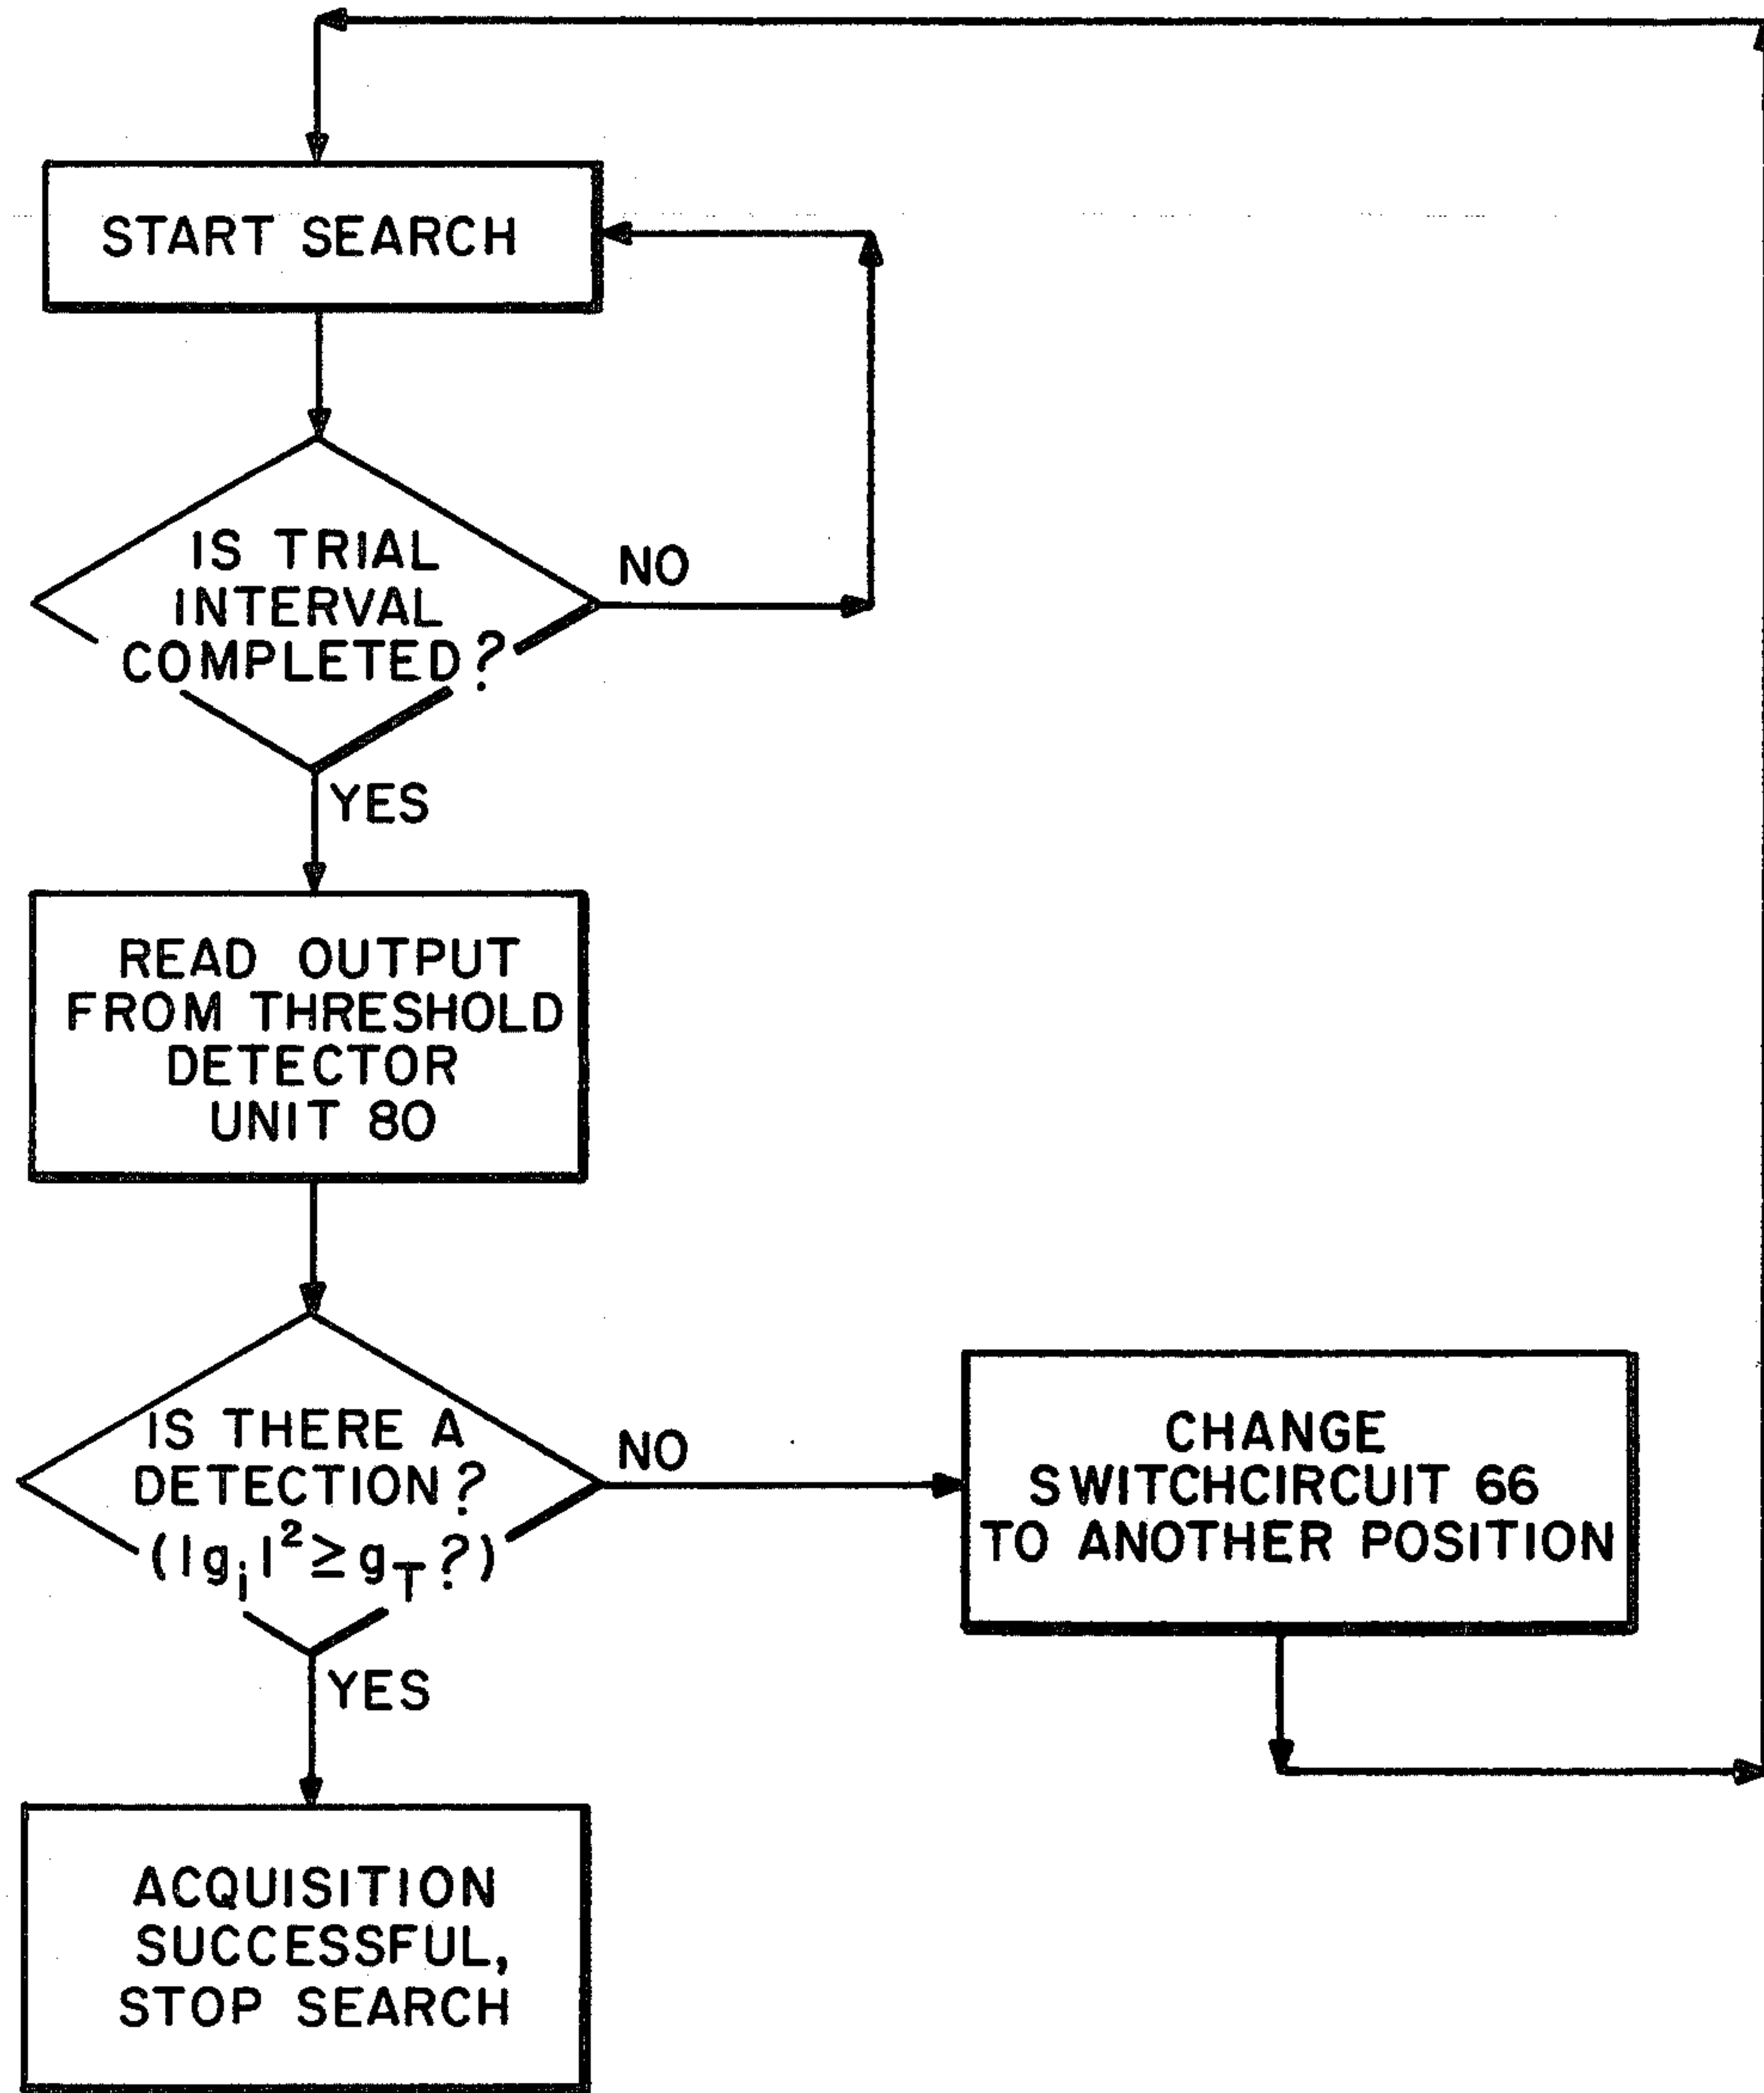 START SEARCH
IS TRIAL
INTERVAL
COMPLETED?
NO
YES
READ OUTPUT
FROM THRESHOLD
DETECTOR
UNIT 80
IS THERE A
DETECTION?
(|gᵢ|² ≥ g_T?)
NO
YES
CHANGE
SWITCHCIRCUIT 66
TO ANOTHER POSITION
ACQUISITION
SUCCESSFUL,
STOP SEARCH